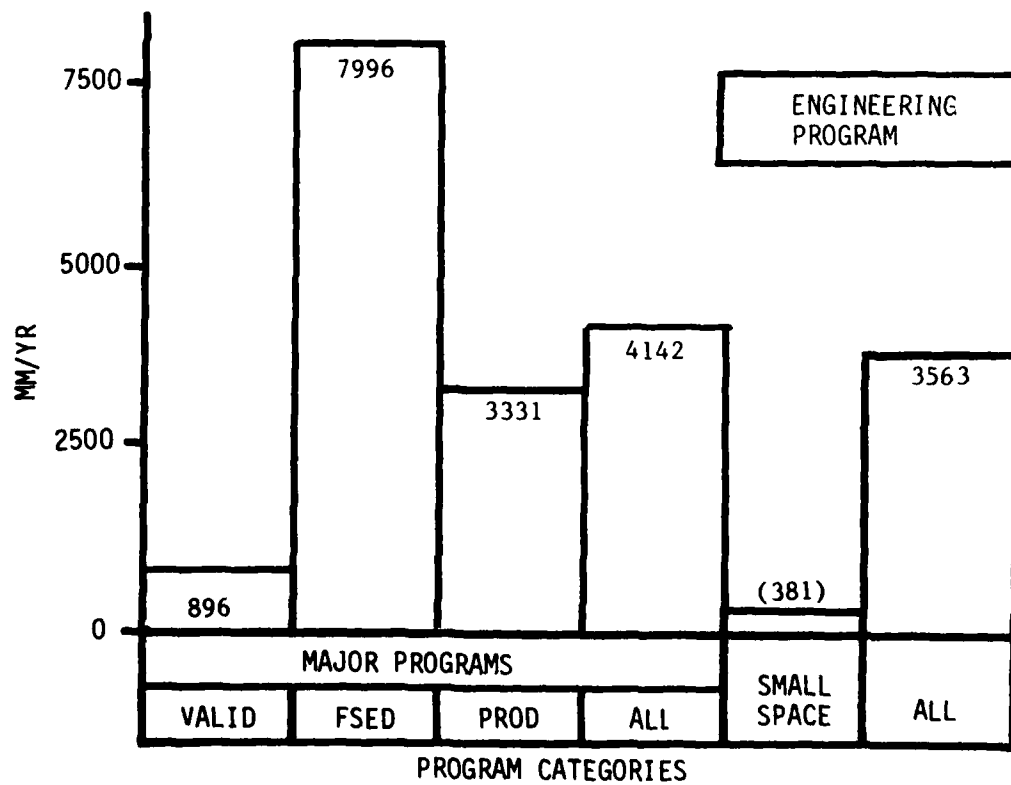 7500
5000
2500
0
MM/YR
7996
ENGINEERING
PROGRAM
4142
3563
3331
(381)
896
MAJOR PROGRAMS
VALID
FSED
PROD
ALL
SMALL
SPACE
ALL
PROGRAM CATEGORIES